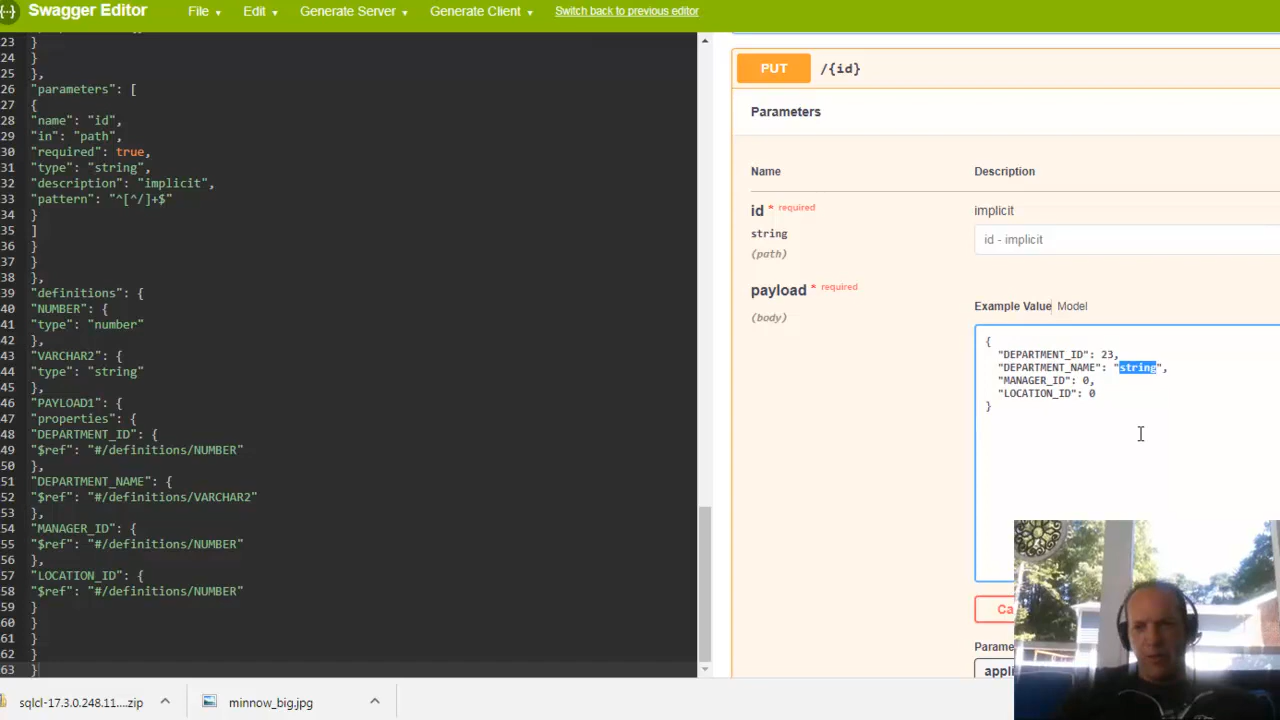 Swagger Editor File Edit Generate Server Generate Client Switch back to previous editor
23 }
24 }
25 },
26 "parameters": [
27 {
28 "name": "id",
29 "in": "path",
30 "required": true,
31 "type": "string",
32 "description": "implicit",
33 "pattern": "^[^/]+$"
34 }
35 ]
36 }
37 }
38 },
39 "definitions": {
40 "NUMBER": {
41 "type": "number"
42 },
43 "VARCHAR2": {
44 "type": "string"
45 },
46 "PAYLOAD1": {
47 "properties": {
48 "DEPARTMENT_ID": {
49 "$ref": "#/definitions/NUMBER"
50 },
51 "DEPARTMENT_NAME": {
52 "$ref": "#/definitions/VARCHAR2"
53 },
54 "MANAGER_ID": {
55 "$ref": "#/definitions/NUMBER"
56 },
57 "LOCATION_ID": {
58 "$ref": "#/definitions/NUMBER"
59 }
60 }
61 }
62 }
63 }
PUT /{id}
Parameters
Name Description
id * required
string
(path)
implicit
id - implicit
payload * required
(body)
Example Value Model
{
"DEPARTMENT_ID": 23,
"DEPARTMENT_NAME": "string",
"MANAGER_ID": 0,
"LOCATION_ID": 0
}
sqlcl-17.3.0.248.11....zip minnow_big.jpg